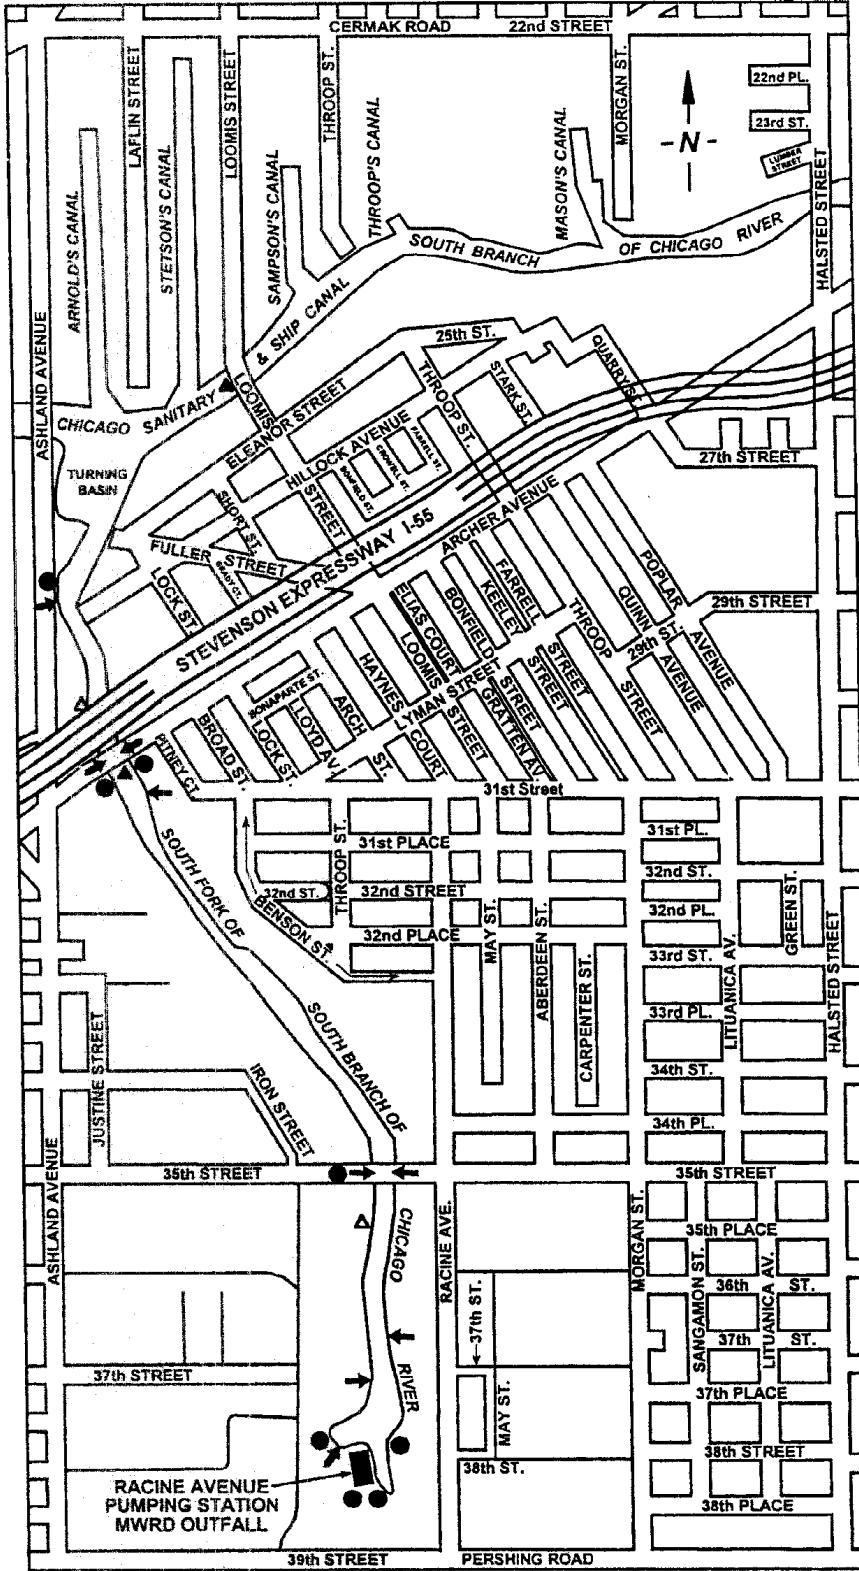 CERMAK ROAD
22nd STREET
LAFLIN STREET
LOOMIS STREET
THROOP ST.
MORGAN ST.
22nd PL.
23rd ST.
LUMBER STREET
- N -
ARNOLD'S CANAL
STETSON'S CANAL
SAMPSON'S CANAL
THROOP'S CANAL
MASON'S CANAL
SOUTH BRANCH
OF CHICAGO RIVER
HALSTED STREET
ASHLAND AVENUE
CHICAGO SANITARY & SHIP CANAL
TURNING BASIN
LOOMIS
STREET
ELEANOR STREET
25th ST.
THROOP ST.
STARK ST.
QUARRY ST.
HILLOCK AVENUE
BONFIELD ST.
CROWELL ST.
FARRELL ST.
27th STREET
SHORT ST.
FULLER STREET
GRADY CT.
LOCK ST.
STEVENSON EXPRESSWAY I-55
ARCHER AVENUE
ELIAS COURT
LOOMIS
STREET
BONFIELD
STREET
KEELEY
STREET
FARRELL
STREET
THROOP
STREET
QUINN
AVENUE
POPLAR
AVENUE
29th ST.
29th STREET
HAYNES
COURT
ARCH
ST.
LYMAN STREET
GRATTEN AV.
BONAPARTE ST.
LLOYD AV.
LOCK ST.
BROAD ST.
PITNEY CT.
31st Street
31st PLACE
31st PL.
THROOP ST.
32nd ST.
32nd STREET
32nd ST.
BENSON ST.
32nd PLACE
32nd PL.
MAY ST.
ABERDEEN ST.
CARPENTER ST.
33rd ST.
33rd PL.
34th ST.
34th PL.
LITUANICA AV.
GREEN ST.
HALSTED STREET
SOUTH FORK OF
SOUTH BRANCH OF
CHICAGO
RIVER
JUSTINE STREET
IRON STREET
ASHLAND AVENUE
35th STREET
35th STREET
RACINE AVE.
MORGAN ST.
35th PLACE
SANGAMON ST.
LITUANICA AV.
36th ST.
37th ST.
37th ST.
37th STREET
MAY ST.
37th PLACE
38th ST.
38th STREET
38th PLACE
RACINE AVENUE
PUMPING STATION
MWRD OUTFALL
39th STREET
PERSHING ROAD